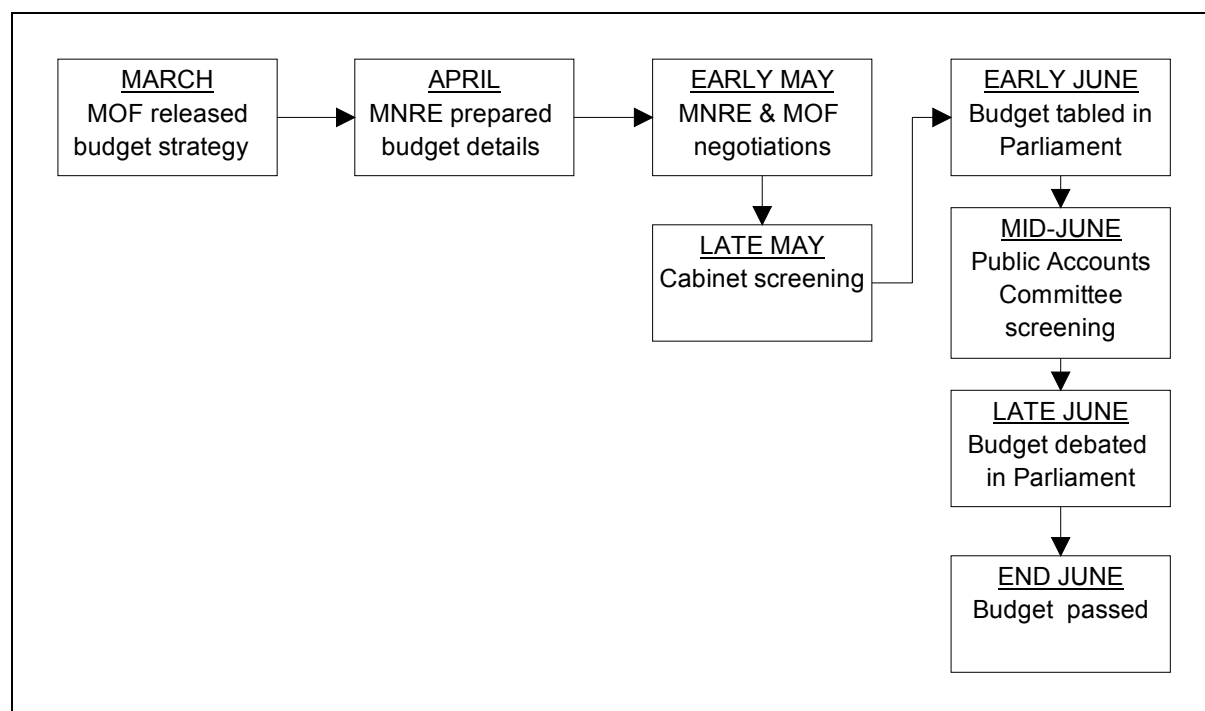 MARCH
MOF released
budget strategy
APRIL
MNRE prepared
budget details
EARLY MAY
MNRE & MOF
negotiations
LATE MAY
Cabinet screening
EARLY JUNE
Budget tabled in
Parliament
MID-JUNE
Public Accounts
Committee
screening
LATE JUNE
Budget debated
in Parliament
END JUNE
Budget passed